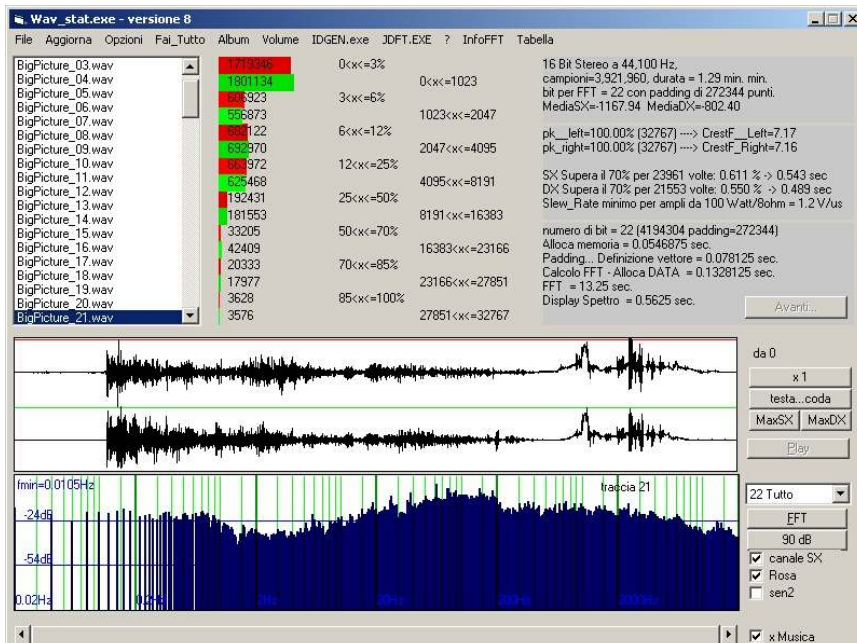 Wav_stat.exe - versione 8
File Aggiorna Opzioni Fai_Tutto Album Volume IDGEN.exe JDFT.EXE ? InfoFFT Tabella
BigPicture_03.wav
BigPicture_04.wav
BigPicture_05.wav
BigPicture_06.wav
BigPicture_07.wav
BigPicture_08.wav
BigPicture_09.wav
BigPicture_10.wav
BigPicture_11.wav
BigPicture_12.wav
BigPicture_13.wav
BigPicture_14.wav
BigPicture_15.wav
BigPicture_16.wav
BigPicture_17.wav
BigPicture_18.wav
BigPicture_19.wav
BigPicture_20.wav
BigPicture_21.wav
1719346 0<x<=3%
1801134 0<x<=1023
606923 3<x<=6%
556873 1023<x<=2047
682122 6<x<=12%
692970 2047<x<=4095
663972 12<x<=25%
625468 4095<x<=8191
192431 25<x<=50%
181553 8191<x<=16383
33205 50<x<=70%
42409 16383<x<=23166
20333 70<x<=85%
17977 23166<x<=27851
3628 85<x<=100%
3576 27851<x<=32767
16 Bit Stereo a 44,100 Hz,
campioni=3,921,960, durata = 1.29 min. min.
bit per FFT = 22 con padding di 272344 punti.
MediaSX=-1167.94 MediaDX=-802.40
pk__left=100.00% (32767) ----> CrestF__Left=7.17
pk_right=100.00% (32767) ----> CrestF_Right=7.16
SX Supera il 70% per 23961 volte: 0.611 % -> 0.543 sec
DX Supera il 70% per 21553 volte: 0.550 % -> 0.489 sec
Slew_Rate minimo per ampli da 100 Watt/8ohm = 1.2 V/us
numero di bit = 22 (4194304 padding=272344)
Alloca memoria = 0.0546875 sec.
Padding... Definizione vettore = 0.078125 sec.
Calcolo FFT - Alloca DATA = 0.1328125 sec.
FFT = 13.25 sec.
Display Spettro = 0.5625 sec.
Avanti...
da 0
x 1
testa...coda
MaxSX MaxDX
Play
fmin=0.0105Hz
traccia 21
-24dB
-54dB
0.02Hz 0.2Hz 2Hz 20Hz 200Hz 2000Hz
22 Tutto
FFT
90 dB
canale SX
Rosa
sen2
x Musica